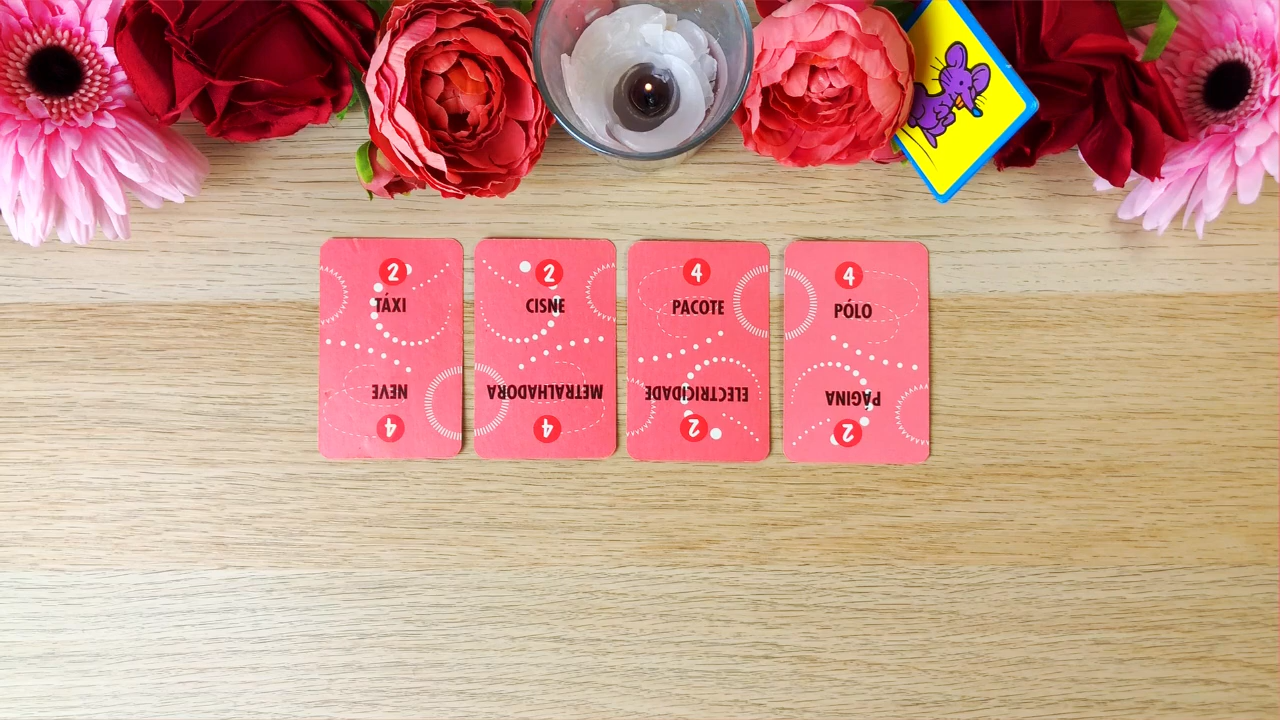 2
TÁXI
NEVE
4
2
CISNE
METRALHADORA
4
4
PACOTE
ELECTRICIDADE
2
4
PÓLO
PÁGINA
2